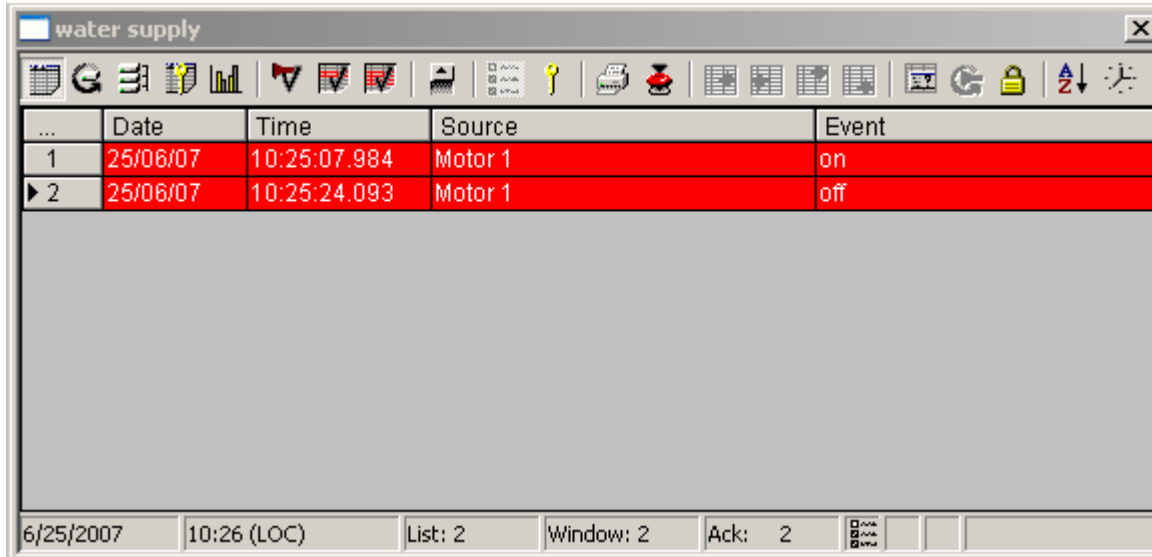 water supply
... Date Time Source Event
1 25/06/07 10:25:07.984 Motor 1 on
2 25/06/07 10:25:24.093 Motor 1 off
6/25/2007 10:26 (LOC) List: 2 Window: 2 Ack: 2